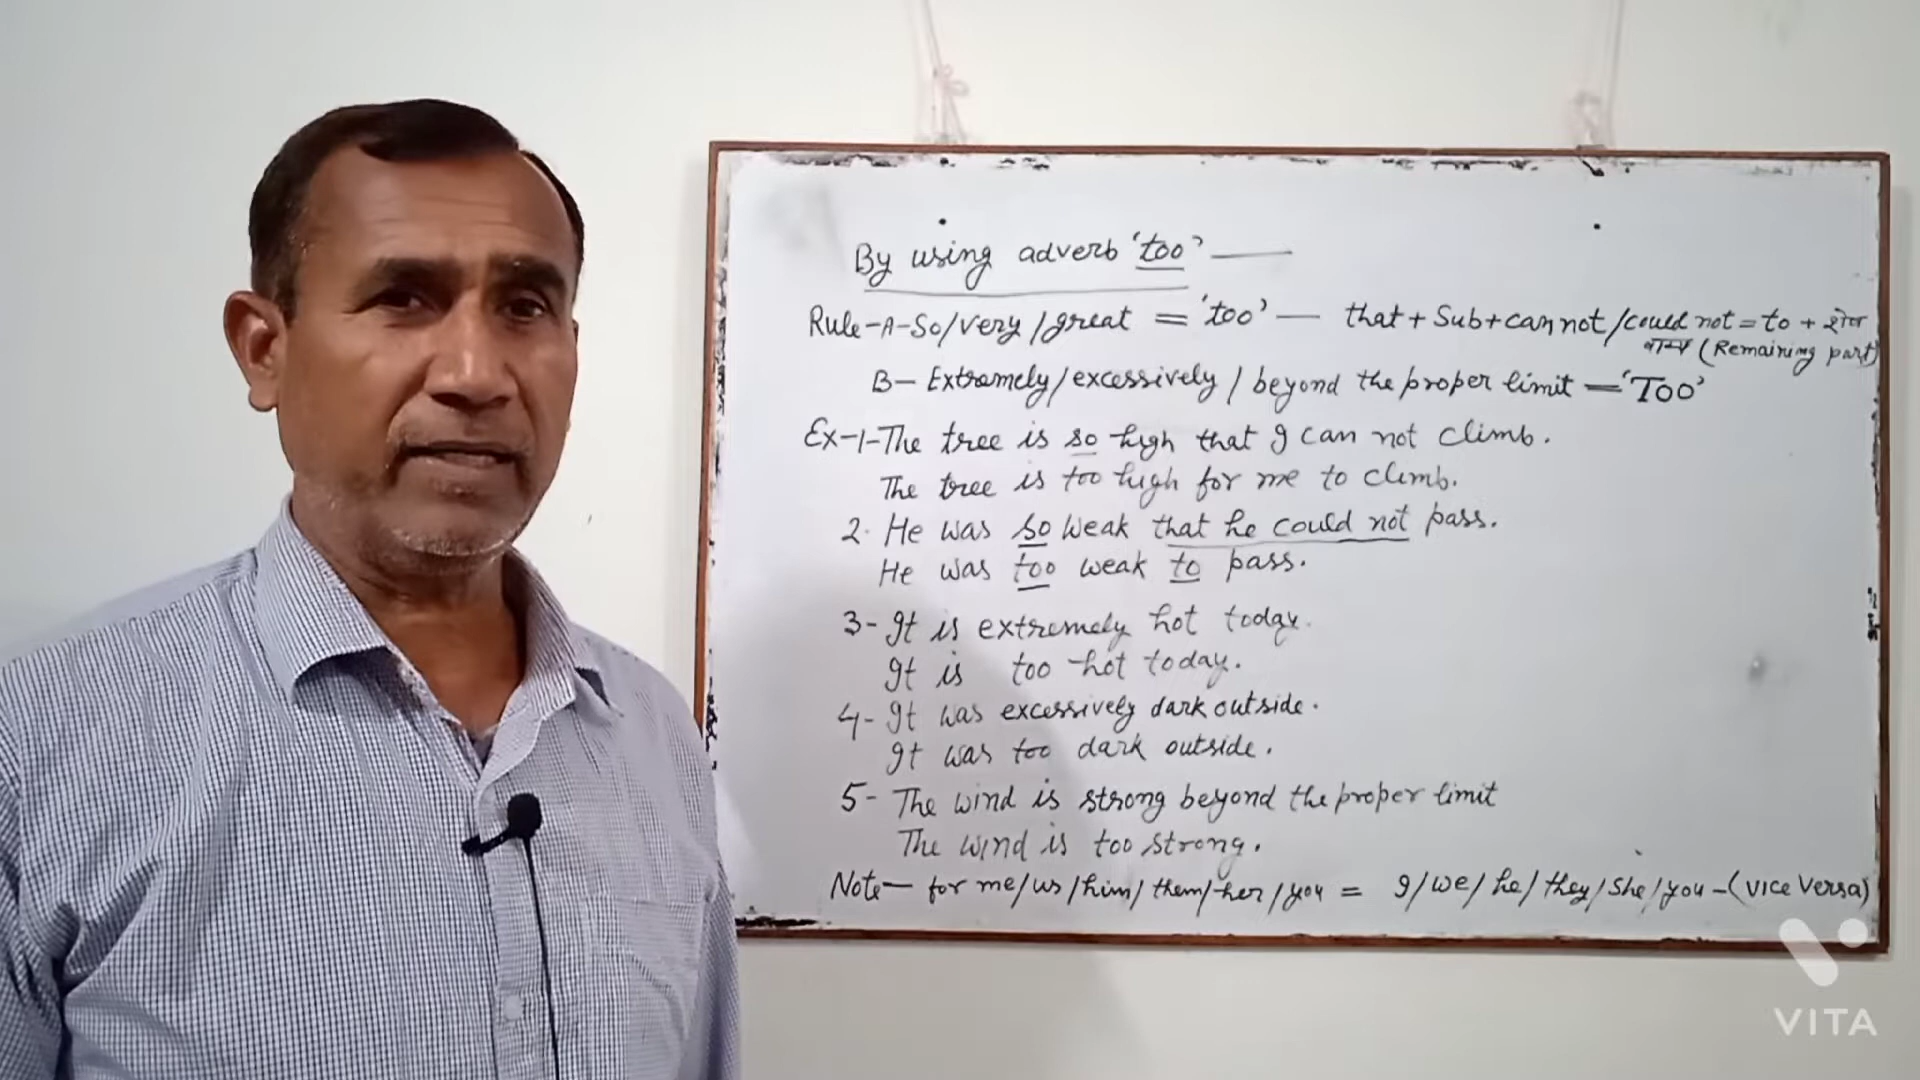 By using adverb 'too' —
Rule-A-So/very/great = 'too' — that + Sub + can not/could not = to + शेष
वाक्य (Remaining part)
B- Extramely/excessively/beyond the proper limit = 'TOO'
Ex-1-The tree is so high that I can not climb.
The tree is too high for me to climb.
2. He was so weak that he could not pass.
He was too weak to pass.
3- It is extremely hot today.
It is too hot today.
4- It was excessively dark outside.
It was too dark outside.
5- The wind is strong beyond the proper limit
The wind is too strong.
Note- for me/us/him/them/her/you = I/we/he/they/she/you-(vice versa)
VITA